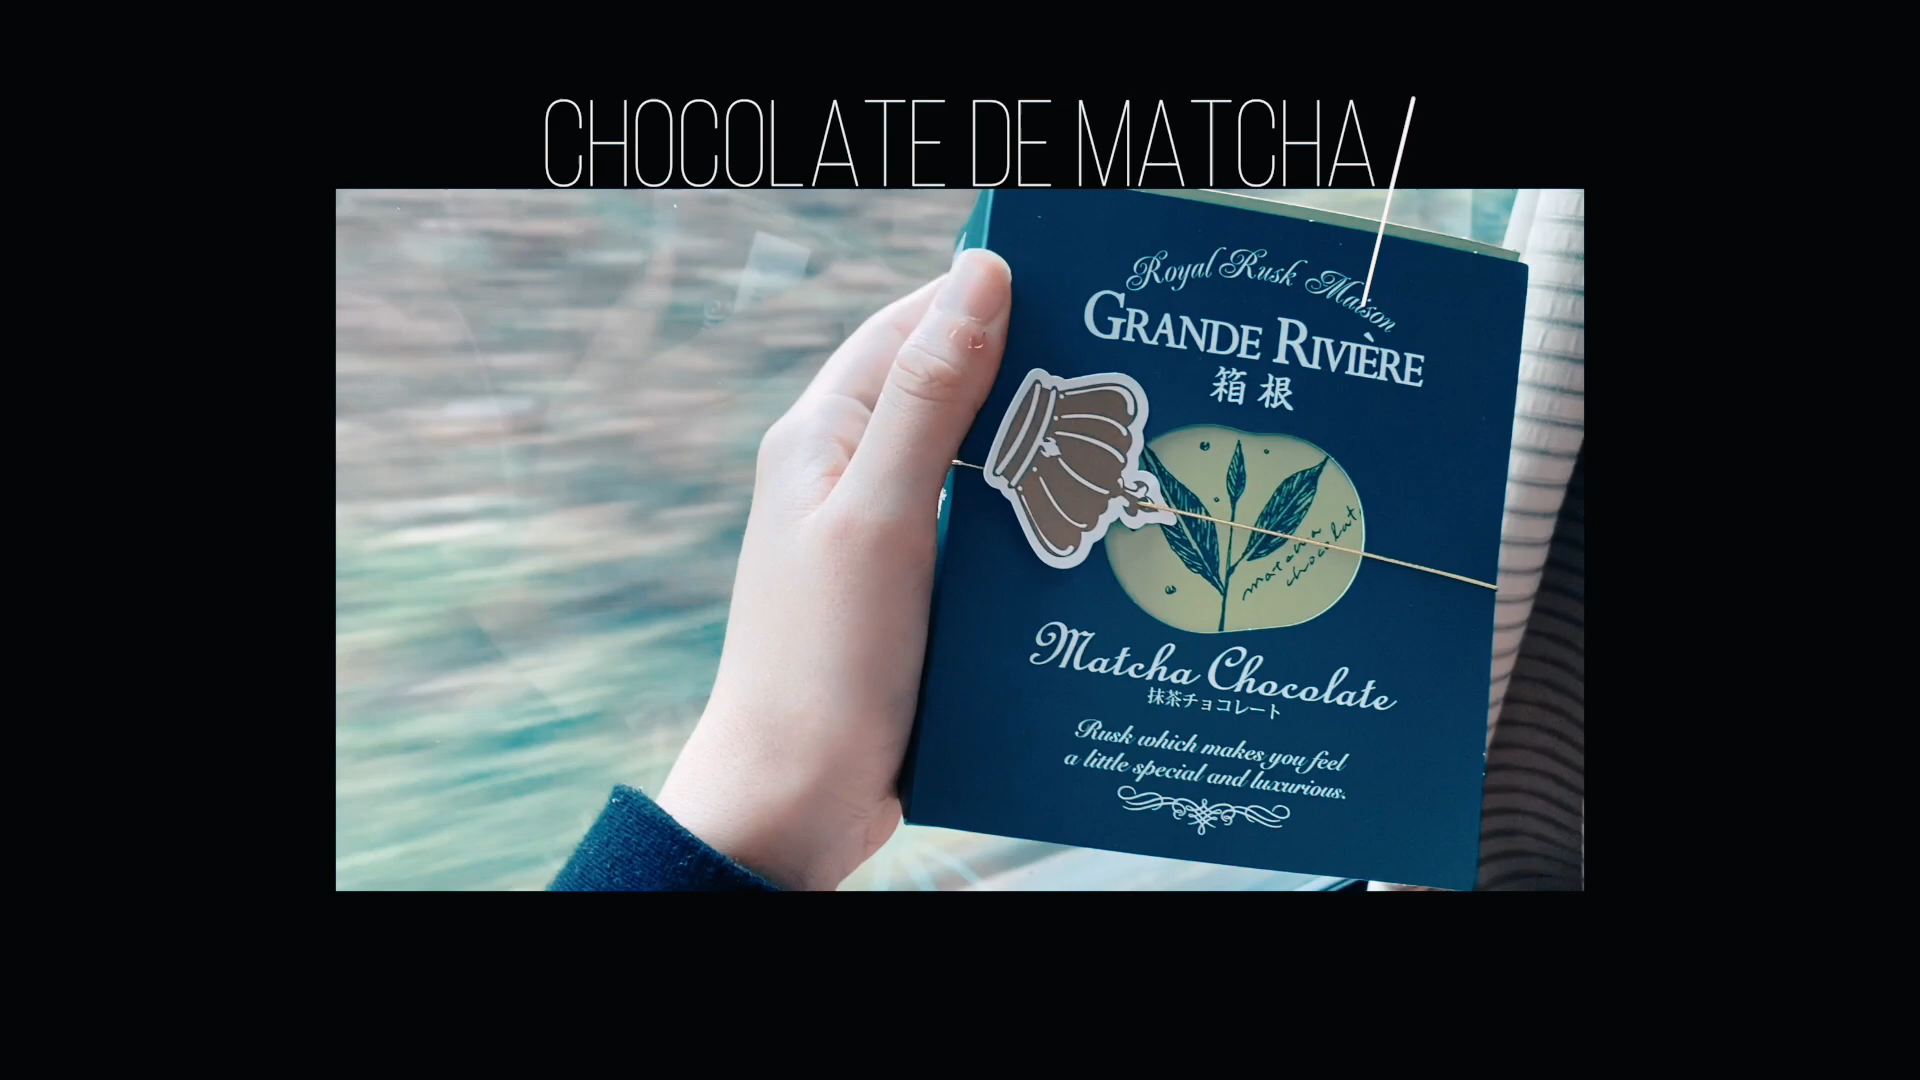 CHOCOLATE DE MATCHA
Royal Rusk Maison
GRANDE RIVIÈRE
箱根
matcha
chocolat.
Matcha Chocolate
抹茶チョコレート
Rusk which makes you feel
a little special and luxurious.